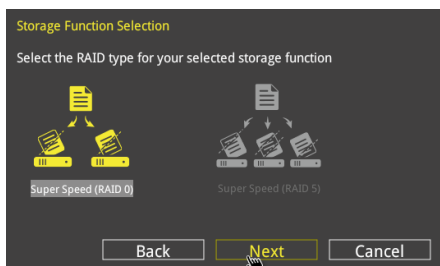 Storage Function Selection
Select the RAID type for your selected storage function
Super Speed (RAID 0)
Super Speed (RAID 5)
Back
Next
Cancel